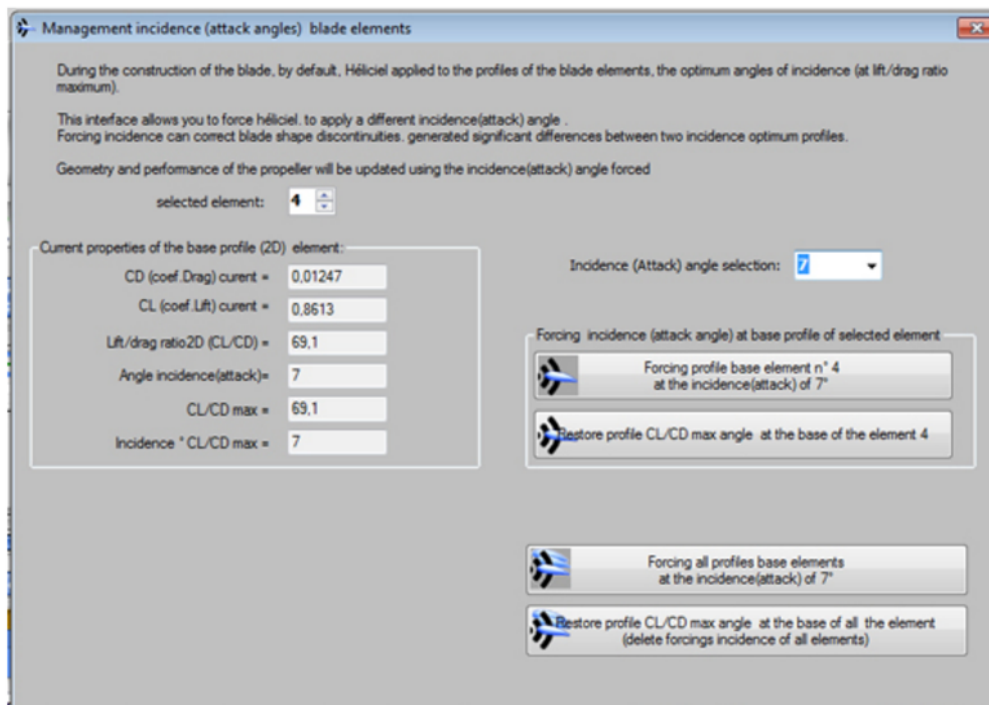 Management incidence (attack angles) blade elements
During the construction of the blade, by default, Héliciel applied to the profiles of the blade elements, the optimum angles of incidence (at lift/drag ratio
maximum).
This interface allows you to force héliciel. to apply a different incidence(attack) angle .
Forcing incidence can correct blade shape discontinuities. generated significant differences between two incidence optimum profiles.
Geometry and performance of the propeller will be updated using the incidence(attack) angle forced
selected element: 4
Current properties of the base profile (2D) element:
CD (coef.Drag) curent = 0,01247
CL (coef.Lift) curent = 0,8613
Lift/drag ratio2D (CL/CD) = 69,1
Angle incidence(attack)= 7
CL/CD max = 69,1
Incidence ° CL/CD max = 7
Incidence (Attack) angle selection: 7
Forcing incidence (attack angle) at base profile of selected element
Forcing profile base element n° 4
at the incidence(attack) of 7°
Restore profile CL/CD max angle at the base of the element 4
Forcing all profiles base elements
at the incidence(attack) of 7°
Restore profile CL/CD max angle at the base of all the element
(delete forcings incidence of all elements)